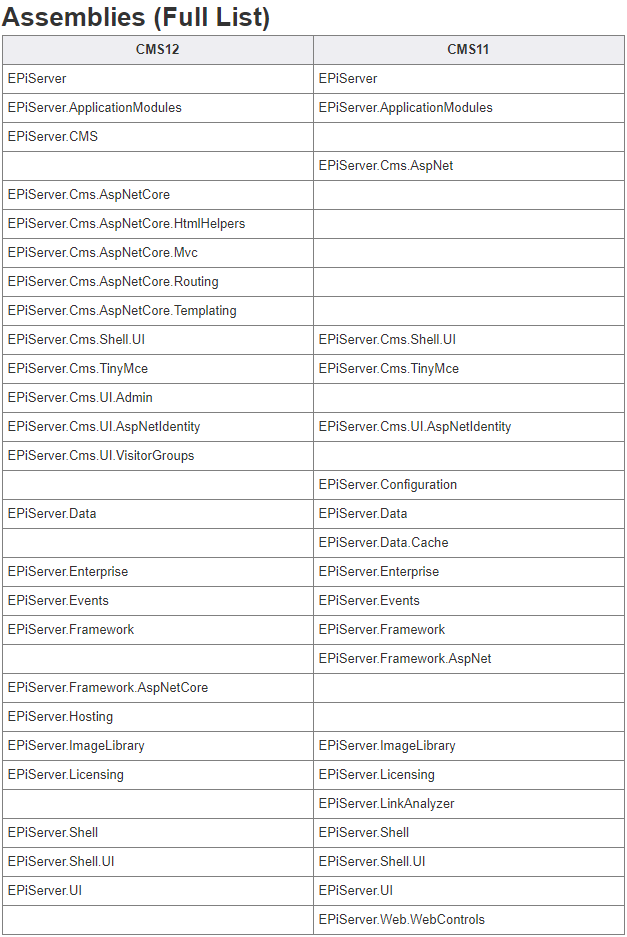 Assemblies (Full List)
CMS12 CMS11
EPiServer EPiServer
EPiServer.ApplicationModules EPiServer.ApplicationModules
EPiServer.CMS
EPiServer.Cms.AspNet
EPiServer.Cms.AspNetCore
EPiServer.Cms.AspNetCore.HtmlHelpers
EPiServer.Cms.AspNetCore.Mvc
EPiServer.Cms.AspNetCore.Routing
EPiServer.Cms.AspNetCore.Templating
EPiServer.Cms.Shell.UI EPiServer.Cms.Shell.UI
EPiServer.Cms.TinyMce EPiServer.Cms.TinyMce
EPiServer.Cms.UI.Admin
EPiServer.Cms.UI.AspNetIdentity EPiServer.Cms.UI.AspNetIdentity
EPiServer.Cms.UI.VisitorGroups
EPiServer.Configuration
EPiServer.Data EPiServer.Data
EPiServer.Data.Cache
EPiServer.Enterprise EPiServer.Enterprise
EPiServer.Events EPiServer.Events
EPiServer.Framework EPiServer.Framework
EPiServer.Framework.AspNet
EPiServer.Framework.AspNetCore
EPiServer.Hosting
EPiServer.ImageLibrary EPiServer.ImageLibrary
EPiServer.Licensing EPiServer.Licensing
EPiServer.LinkAnalyzer
EPiServer.Shell EPiServer.Shell
EPiServer.Shell.UI EPiServer.Shell.UI
EPiServer.UI EPiServer.UI
EPiServer.Web.WebControls